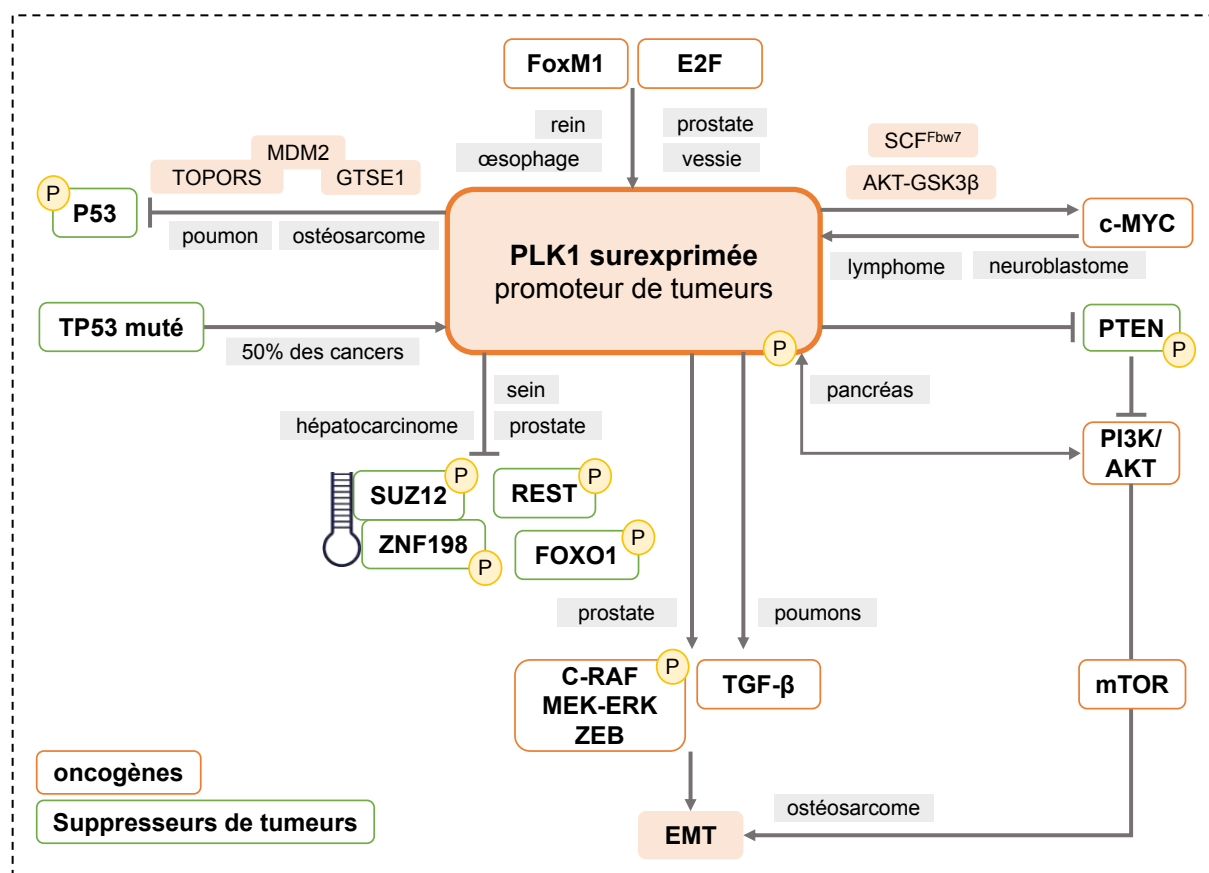 FoxM1
E2F
rein
prostate
œsophage
vessie
MDM2
TOPORS
GTSE1
SCFFbw7
AKT-GSK3β
P
P53
poumon
ostéosarcome
PLK1 surexprimée
promoteur de tumeurs
P
c-MYC
lymphome
neuroblastome
TP53 muté
50% des cancers
PTEN
P
sein
hépatocarcinome
prostate
pancréas
PI3K/
AKT
SUZ12
P
REST
P
ZNF198
P
FOXO1
P
prostate
poumons
C-RAF
MEK-ERK
ZEB
P
TGF-β
mTOR
oncogènes
Suppresseurs de tumeurs
ostéosarcome
EMT